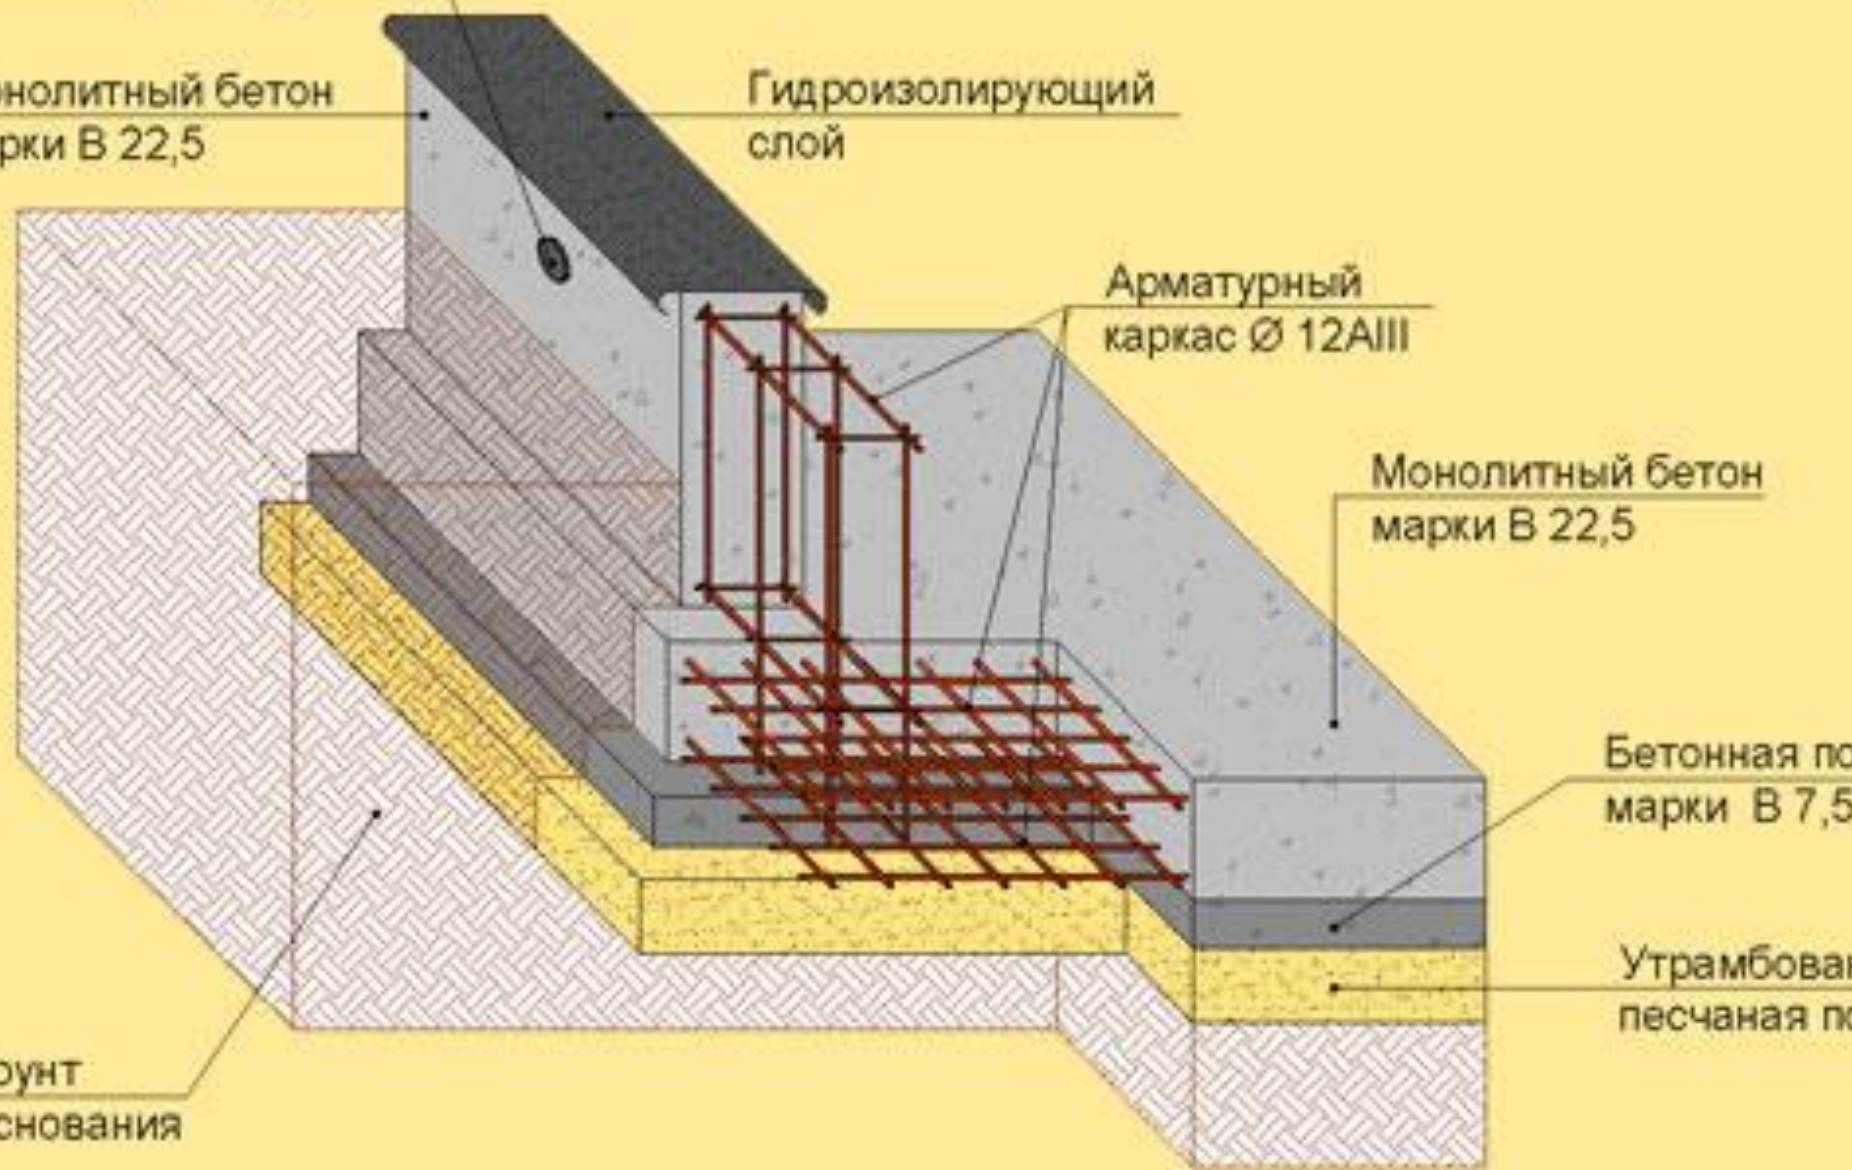 онолитный бетон
рки В 22,5
Гидроизолирующий
слой
Арматурный
каркас Ø 12АIII
Монолитный бетон
марки В 22,5
Бетонная по
марки В 7,5
Утрамбован
песчаная по
рунт
снования